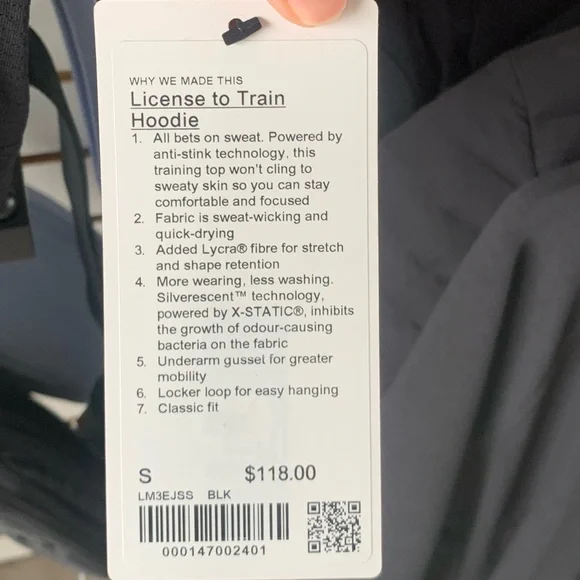 WHY WE MADE THIS
License to Train
Hoodie
1. All bets on sweat. Powered by
anti-stink technology, this
training top won't cling to
sweaty skin so you can stay
comfortable and focused
2. Fabric is sweat-wicking and
quick-drying
3. Added Lycra® fibre for stretch
and shape retention
4. More wearing, less washing.
Silverescent™ technology,
powered by X-STATIC®, inhibits
the growth of odour-causing
bacteria on the fabric
5. Underarm gusset for greater
mobility
6. Locker loop for easy hanging
7. Classic fit
S $118.00
LM3EJSS BLK
000147002401